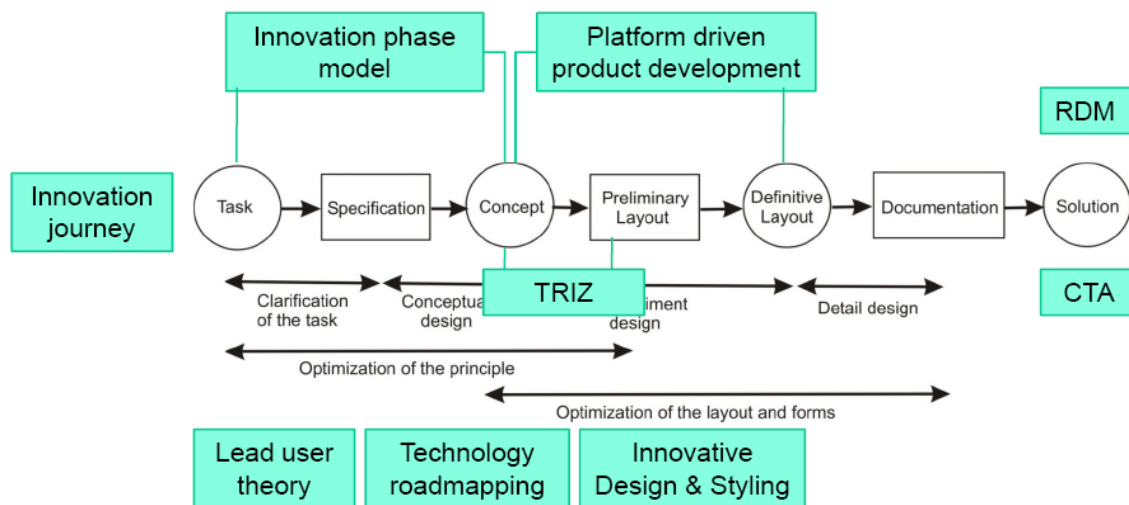 Innovation phase
model
Platform driven
product development
RDM
Innovation
journey
Task
Specification
Concept
Preliminary
Layout
Definitive
Layout
Documentation
Solution
TRIZ
CTA
Clarification
of the task
design
design
Detail design
Optimization of the principle
Optimization of the layout and forms
Lead user
theory
Technology
roadmapping
Innovative
Design & Styling